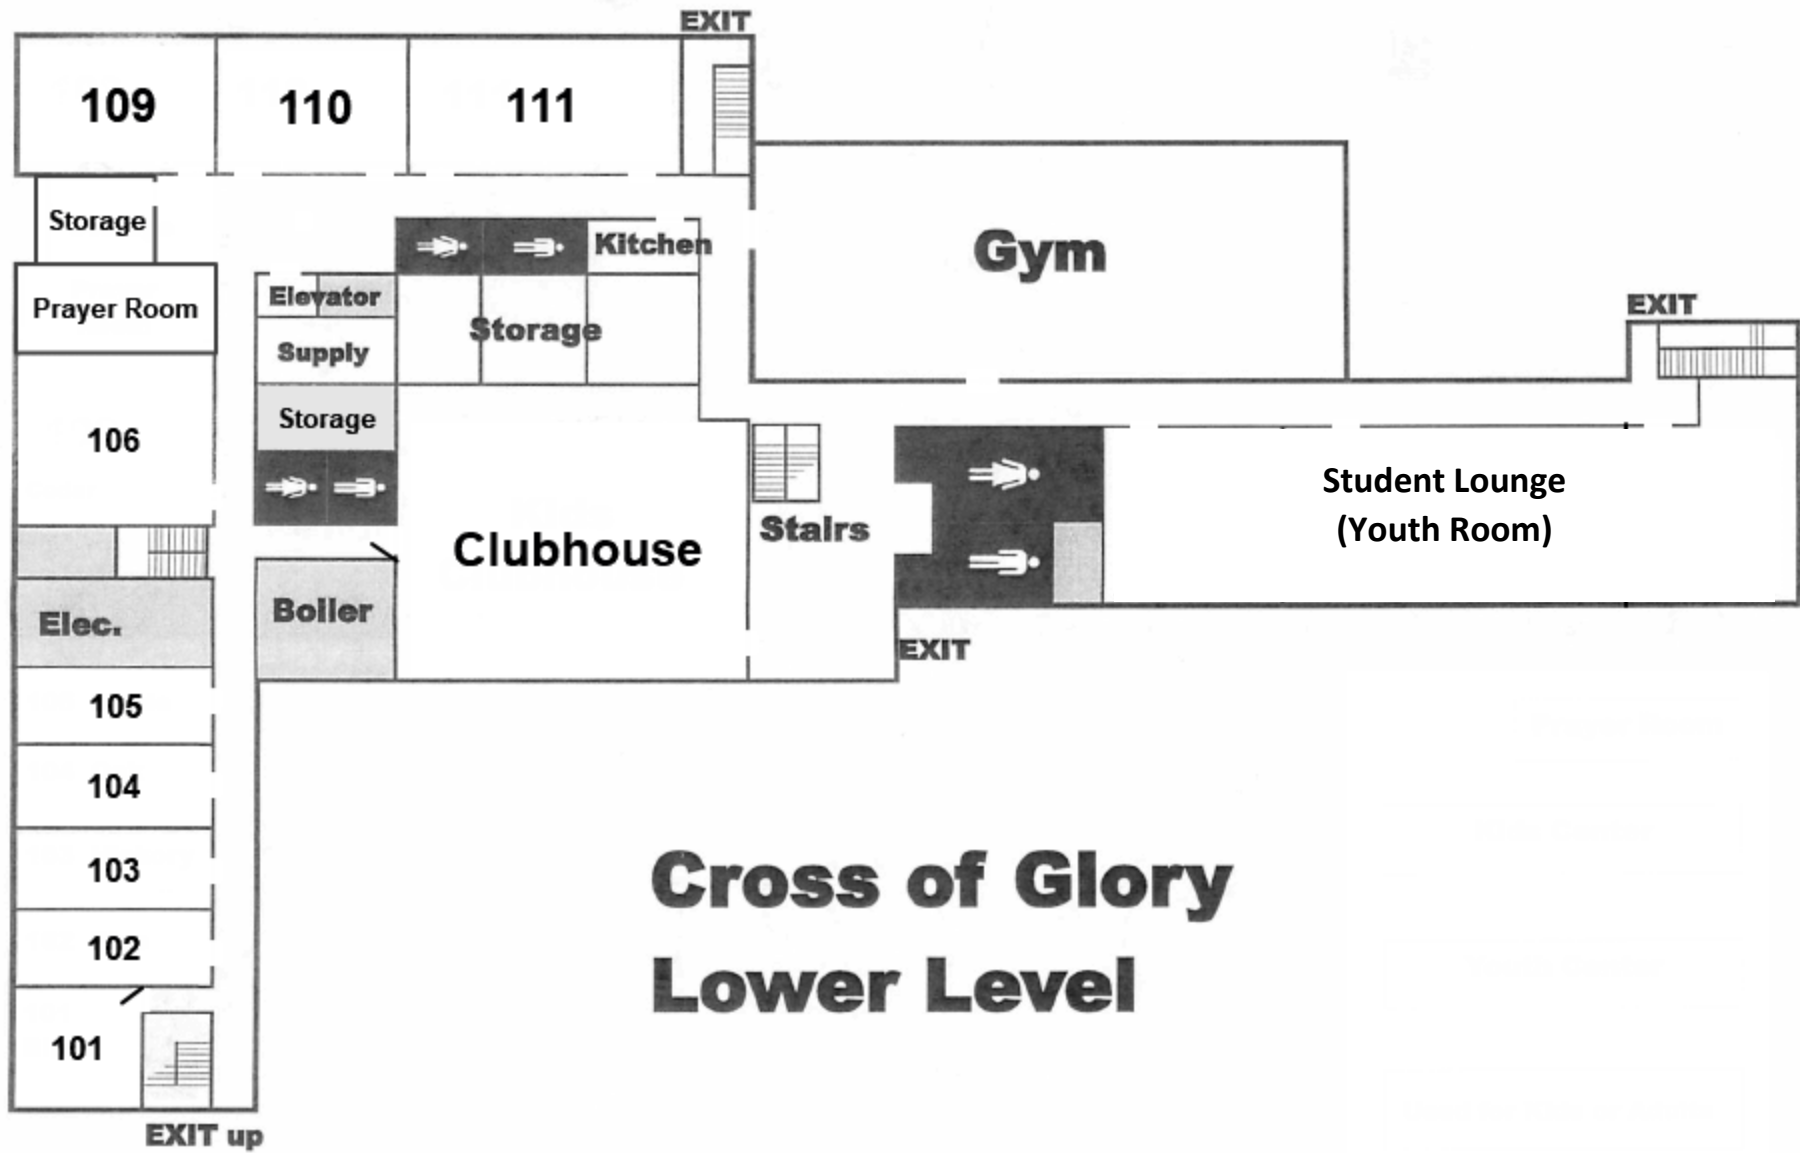 EXIT
109
110
111
Storage
Kitchen
Gym
Prayer Room
Elevator
EXIT
Storage
Supply
Storage
106
Student Lounge
(Youth Room)
Clubhouse
Stairs
Boiler
Elec.
EXIT
105
104
103
Cross of Glory
102
Lower Level
101
EXIT up